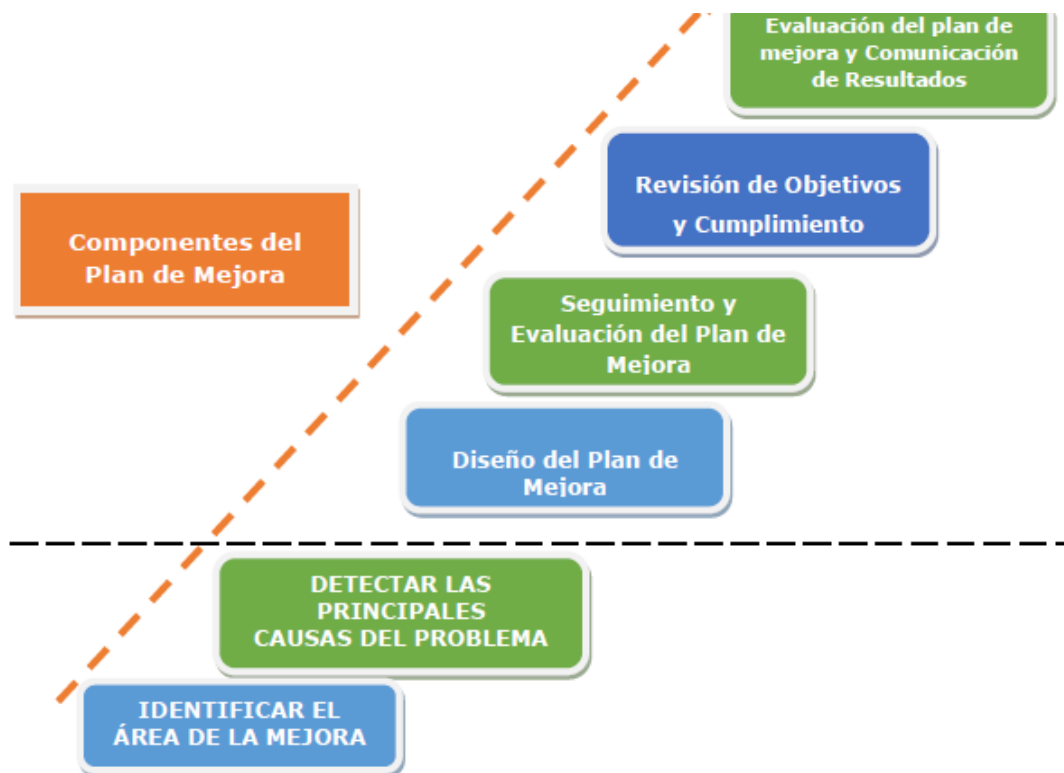 Evaluación del plan de
mejora y Comunicación
de Resultados
Revisión de Objetivos
y Cumplimiento
Componentes del
Plan de Mejora
Seguimiento y
Evaluación del Plan de
Mejora
Diseño del Plan de
Mejora
DETECTAR LAS
PRINCIPALES
CAUSAS DEL PROBLEMA
IDENTIFICAR EL
ÁREA DE LA MEJORA